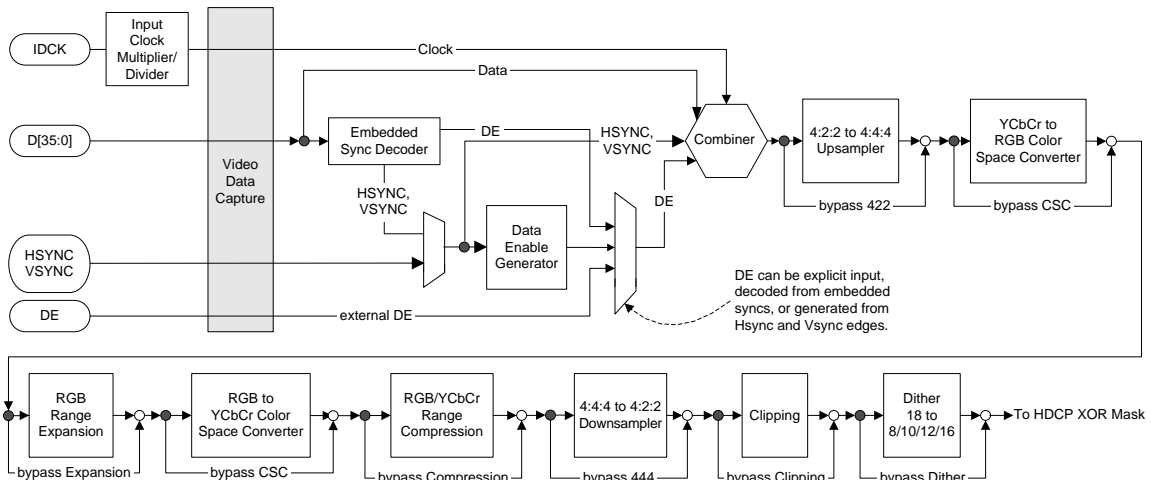 IDCK
Input
Clock
Multiplier/
Divider
Clock
Data
D[35:0]
Video
Data
Capture
Embedded
Sync Decoder
DE
HSYNC,
VSYNC
HSYNC,
VSYNC
Combiner
4:2:2 to 4:4:4
Upsampler
bypass 422
YCbCr to
RGB Color
Space Converter
bypass CSC
HSYNC
VSYNC
Data
Enable
Generator
DE
DE
external DE
DE can be explicit input,
decoded from embedded
syncs, or generated from
Hsync and Vsync edges.
RGB
Range
Expansion
bypass Expansion
RGB to
YCbCr Color
Space Converter
bypass CSC
RGB/YCbCr
Range
Compression
bypass Compression
4:4:4 to 4:2:2
Downsampler
bypass 444
Clipping
bypass Clipping
Dither
18 to
8/10/12/16
bypass Dither
To HDCP XOR Mask